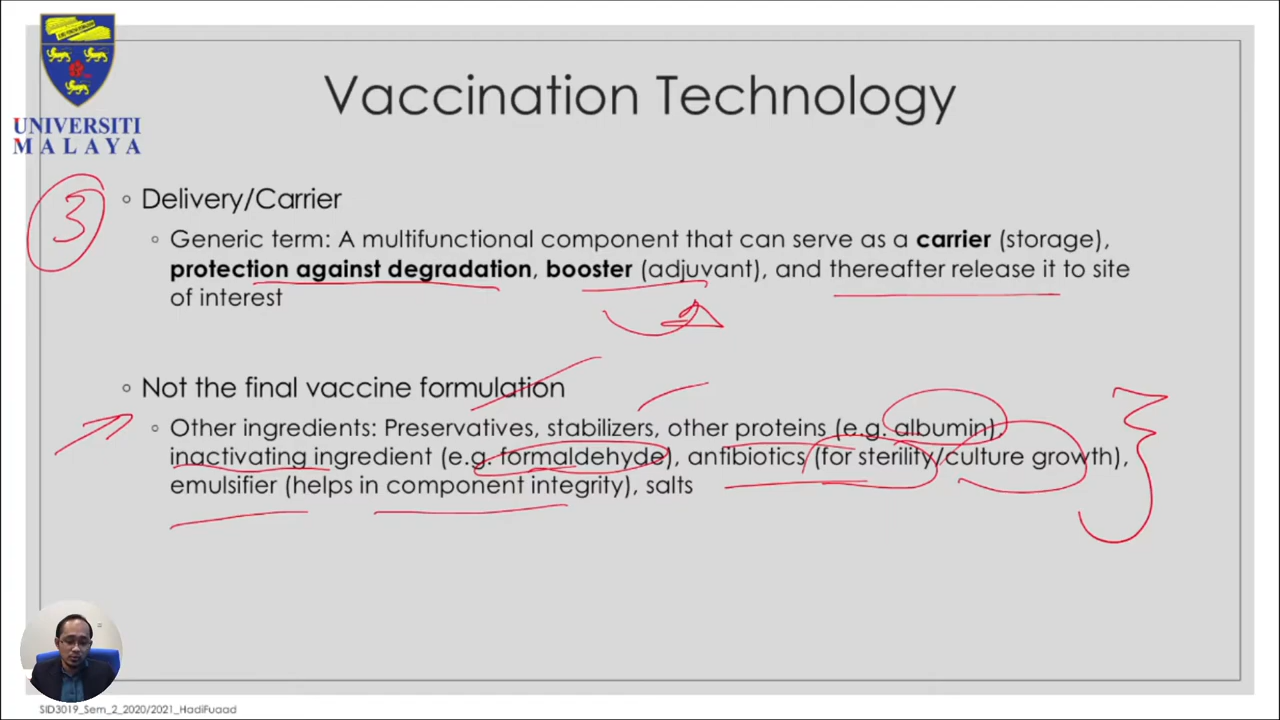 UNIVERSITI
MALAYA
Vaccination Technology
3
◦ Delivery/Carrier
◦ Generic term: A multifunctional component that can serve as a carrier (storage),
protection against degradation, booster (adjuvant), and thereafter release it to site
of interest
◦ Not the final vaccine formulation
◦ Other ingredients: Preservatives, stabilizers, other proteins (e.g. albumin),
inactivating ingredient (e.g. formaldehyde), antibiotics (for sterility/culture growth),
emulsifier (helps in component integrity), salts
SID3019_Sem_2_2020/2021_HadiFuaad